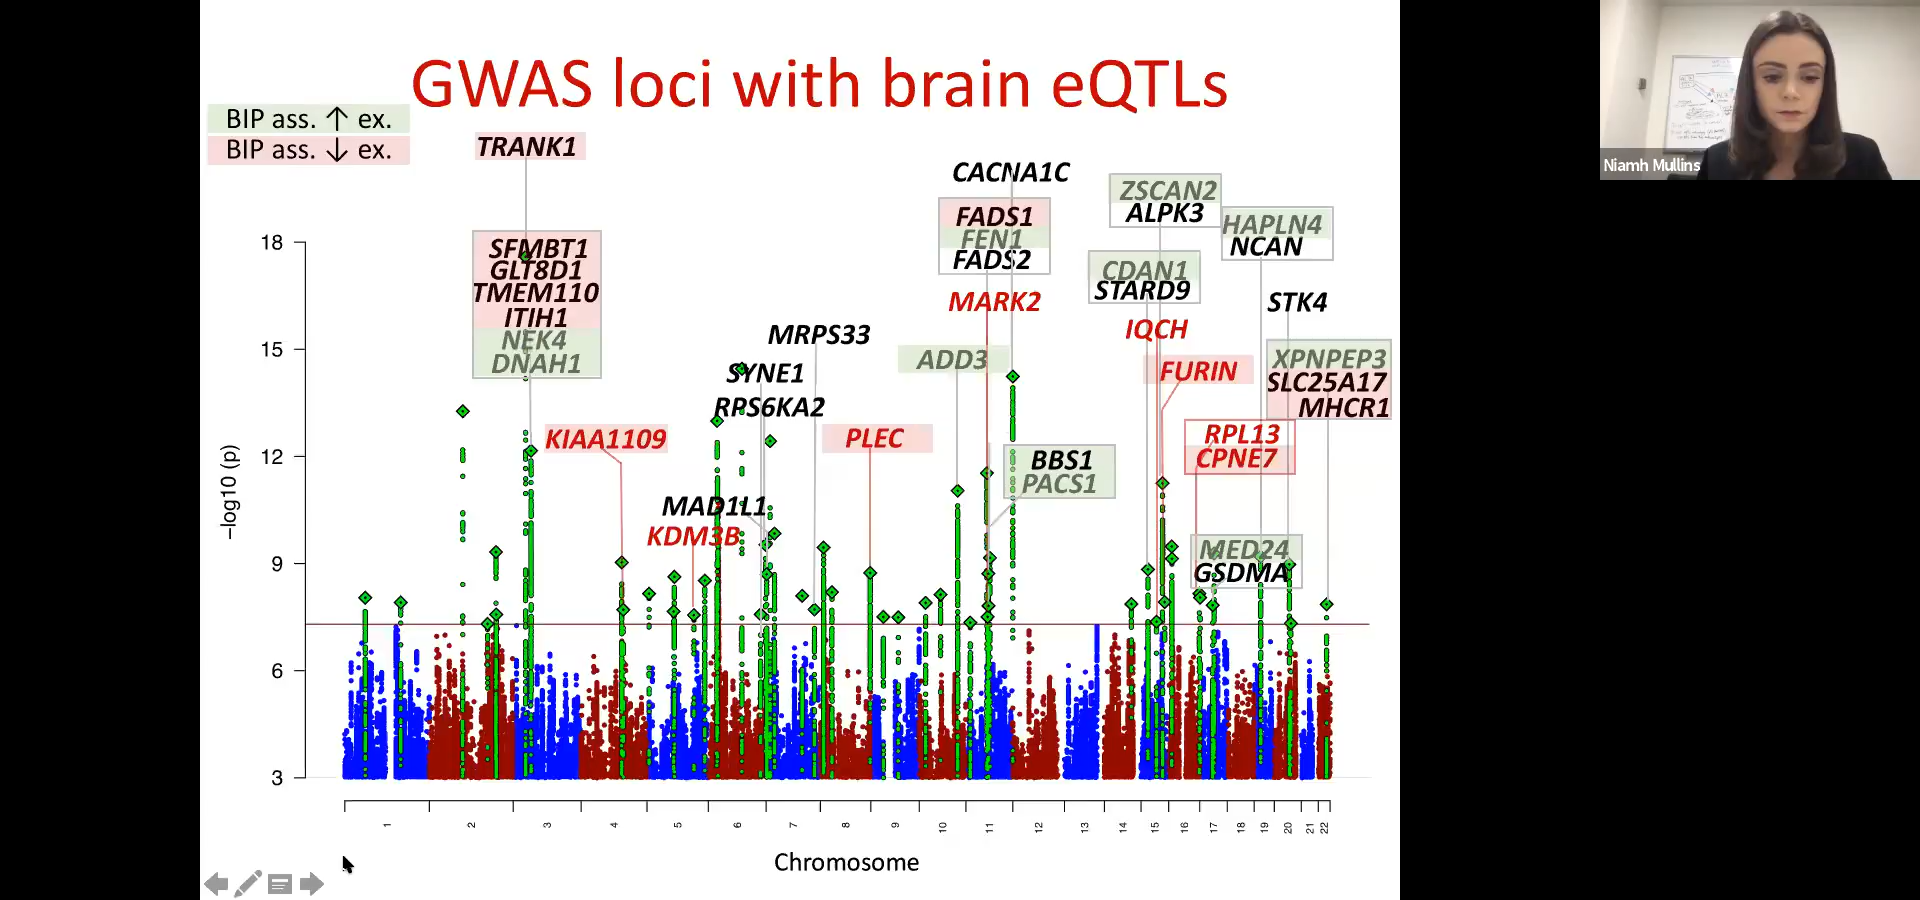 GWAS loci with brain eQTLs
BIP ass. ↑ ex.
BIP ass. ↓ ex.
TRANK1
SFMBT1
GLT8D1
TMEM110
ITIH1
NEK4
DNAH1
KIAA1109
MAD1L1
KDM3B
MRPS33
SYNE1
RPS6KA2
PLEC
ADD3
CACNA1C
FADS1
FEN1
FADS2
MARK2
BBS1
PACS1
ZSCAN2
ALPK3
CDAN1
STARD9
IQCH
FURIN
HAPLN4
NCAN
STK4
XPNPEP3
SLC25A17
MHCR1
RPL13
CPNE7
MED24
GSDMA
−log10 (p)
18
15
12
9
6
3
1 2 3 4 5 6 7 8 9 10 11 12 13 14 15 16 17 18 19 20 21 22
Chromosome
Niamh Mullins